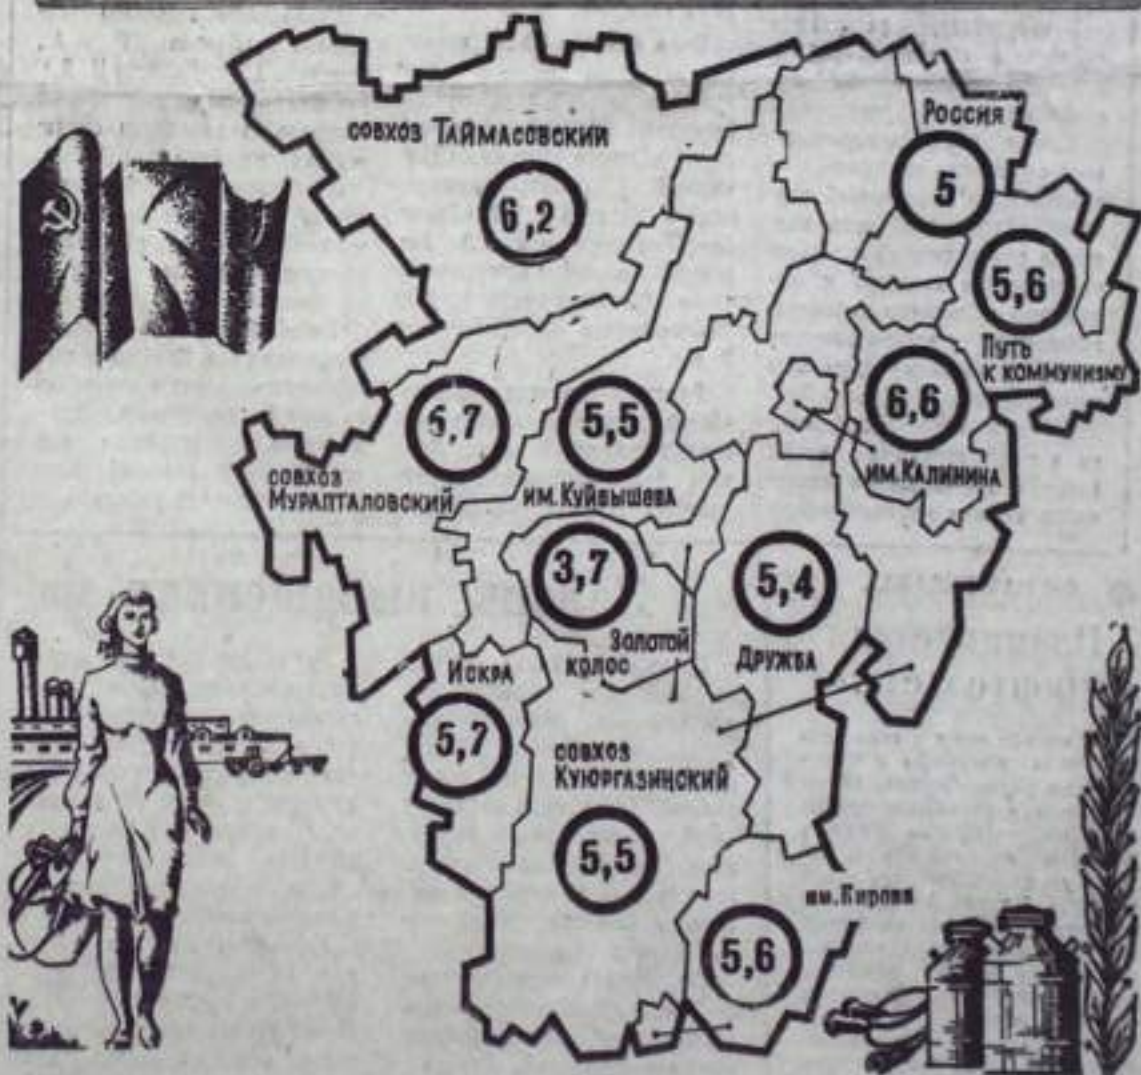 совхоз ТАЙМАСОВСКИЙ
6,2
РОССИЯ
5
5,6
ПУТЬ
К КОММУНИЗМУ
6,6
им. КАЛИНИНА
5,7
совхоз
МУРАПТАЛОВСКИЙ
5,5
им. КУЙБЫШЕВА
3,7
Золотой
колос
5,4
ДРУЖБА
ИСКРА
5,7
совхоз
КУЮРГАЗИНСКИЙ
5,5
им. Кирова
5,6